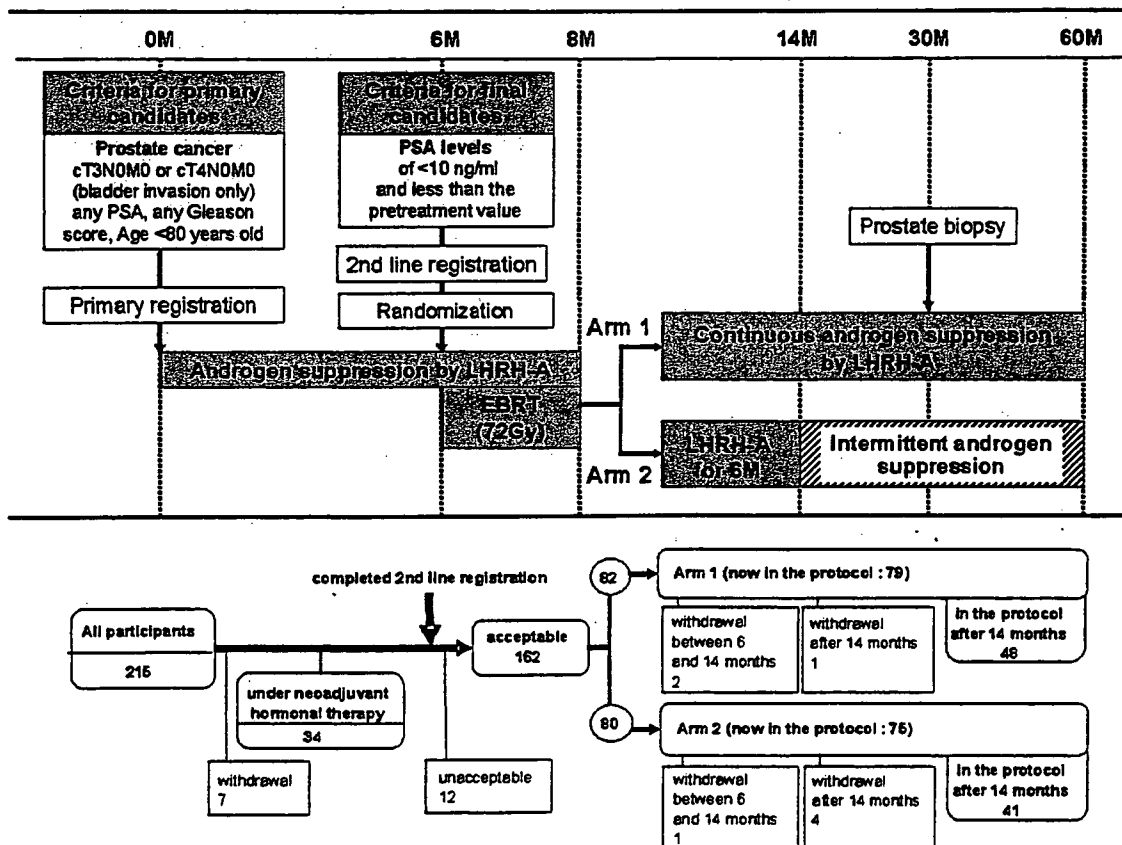 0M 6M 8M 14M 30M 60M
Criteria for primary
candidates
Prostate cancer
cT3N0M0 or cT4N0M0
(bladder invasion only)
any PSA, any Gleason
score, Age <80 years old
Primary registration
Criteria for final
candidates
PSA levels
of <10 ng/ml
and less than the
pretreatment value
2nd line registration
Randomization
Prostate biopsy
Androgen suppression by LHRH-A
EBRT
(72Gy)
Arm 1
Continuous androgen suppression
by LHRH-A
Arm 2
LHRH-A
for 6M
Intermittent androgen
suppression
completed 2nd line registration
All participants
215
withdrawal
7
under neoadjuvant
hormonal therapy
34
unacceptable
12
acceptable
162
82
Arm 1 (now in the protocol : 79)
withdrawal
between 6
and 14 months
2
withdrawal
after 14 months
1
in the protocol
after 14 months
48
80
Arm 2 (now in the protocol : 75)
withdrawal
between 6
and 14 months
1
withdrawal
after 14 months
4
in the protocol
after 14 months
41